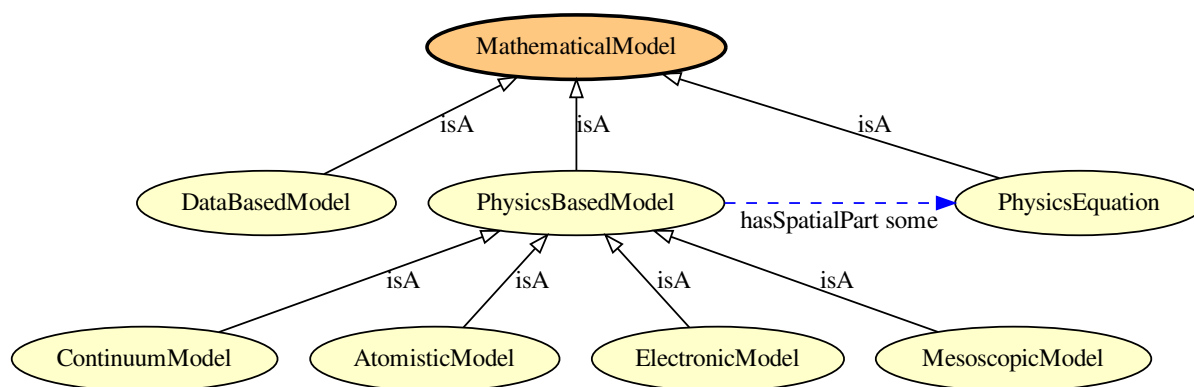 MathematicalModel
isA
isA
isA
DataBasedModel
PhysicsBasedModel
hasSpatialPart some
PhysicsEquation
isA
isA
isA
isA
ContinuumModel
AtomisticModel
ElectronicModel
MesoscopicModel